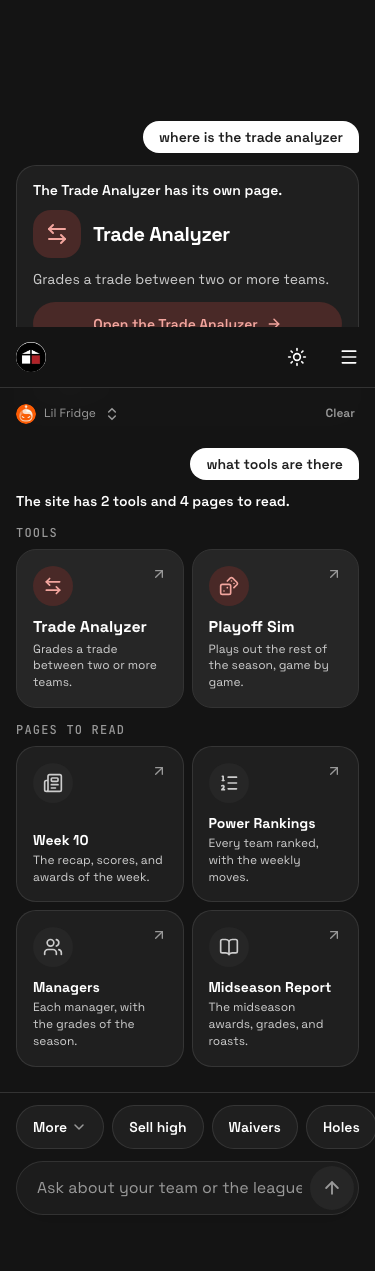 where is the trade analyzer
The Trade Analyzer has its own page.
Trade Analyzer
Grades a trade between two or more teams.
Open the Trade Analyzer
Lil Fridge
Clear
what tools are there
The site has 2 tools and 4 pages to read.
TOOLS
Trade Analyzer
Grades a trade
between two or more
teams.
Playoff Sim
Plays out the rest of
the season, game by
game.
PAGES TO READ
Week 10
The recap, scores, and
awards of the week.
Power Rankings
Every team ranked,
with the weekly
moves.
Managers
Each manager, with
the grades of the
season.
Midseason Report
The midseason
awards, grades, and
roasts.
More
Sell high
Waivers
Holes
Ask about your team or the league